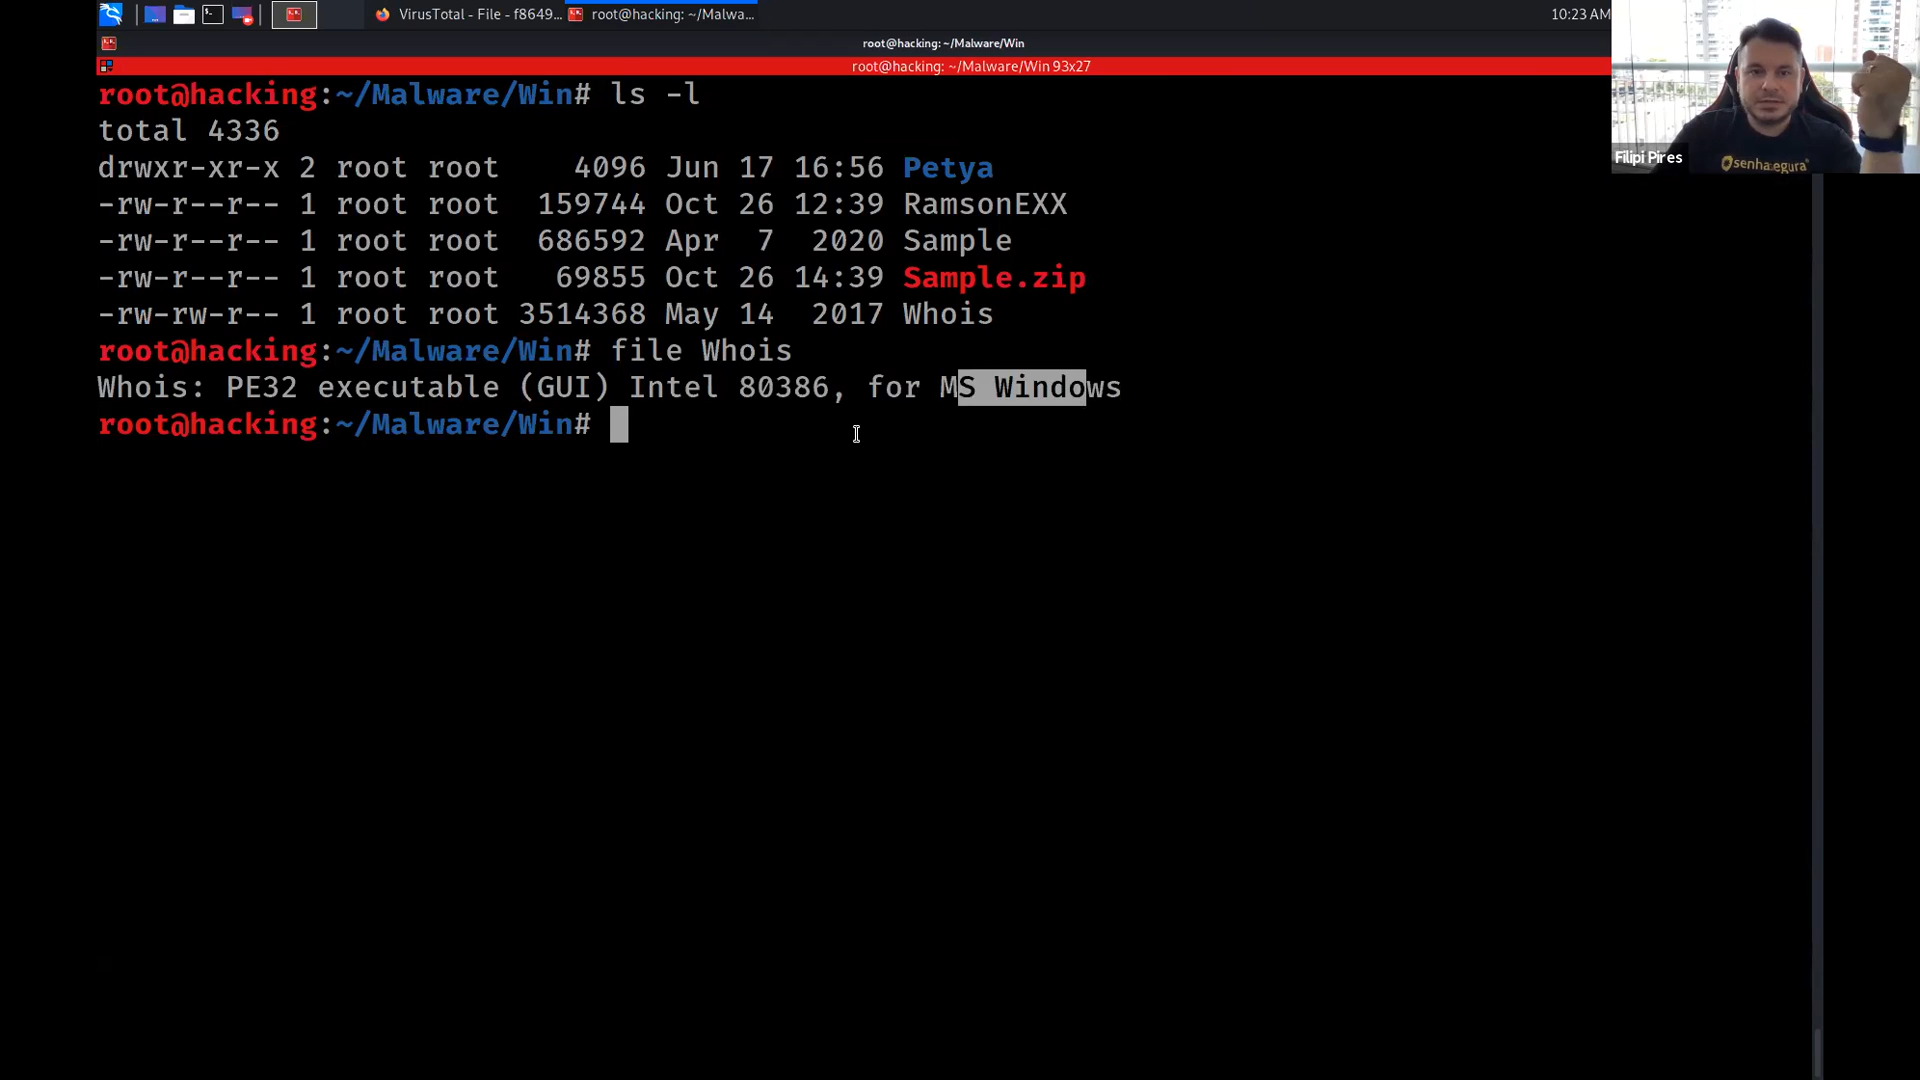 VirusTotal - File - f8649...
root@hacking: ~/Malwa...
10:23 AM
root@hacking: ~/Malware/Win
root@hacking: ~/Malware/Win 93x27
root@hacking:~/Malware/Win# ls -l
total 4336
drwxr-xr-x 2 root root 4096 Jun 17 16:56 Petya
-rw-r--r-- 1 root root 159744 Oct 26 12:39 RamsonEXX
-rw-r--r-- 1 root root 686592 Apr 7 2020 Sample
-rw-r--r-- 1 root root 69855 Oct 26 14:39 Sample.zip
-rw-rw-r-- 1 root root 3514368 May 14 2017 Whois
root@hacking:~/Malware/Win# file Whois
Whois: PE32 executable (GUI) Intel 80386, for MS Windows
root@hacking:~/Malware/Win#
Filipi Pires
senhasegura